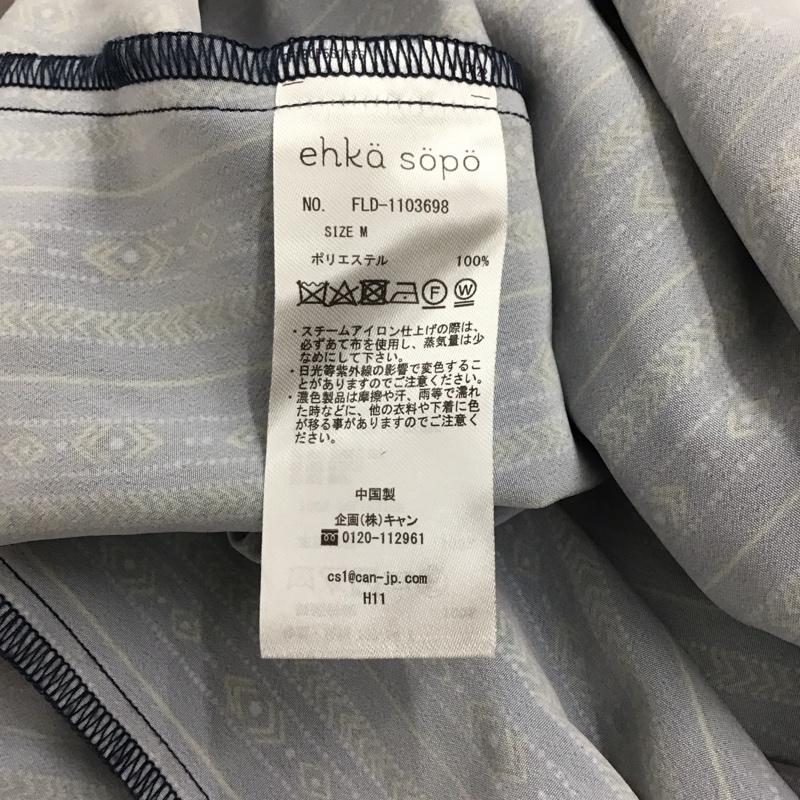 ehkä söpö
NO. FLD-1103698
SIZE M
ポリエステル 100%
F W
・スチームアイロン仕上げの際は、
必ずあて布を使用し、蒸気量は少
なめにして下さい。
・日光等紫外線の影響で変色するこ
とがありますのでご注意ください。
・濃色製品は摩擦や汗、雨等で濡れ
た時などに、他の衣料や下着に色
が移る事がありますのでご注意く
ださい。
中国製
企画(株)キャン
0120-112961
cs1@can-jp.com
H11